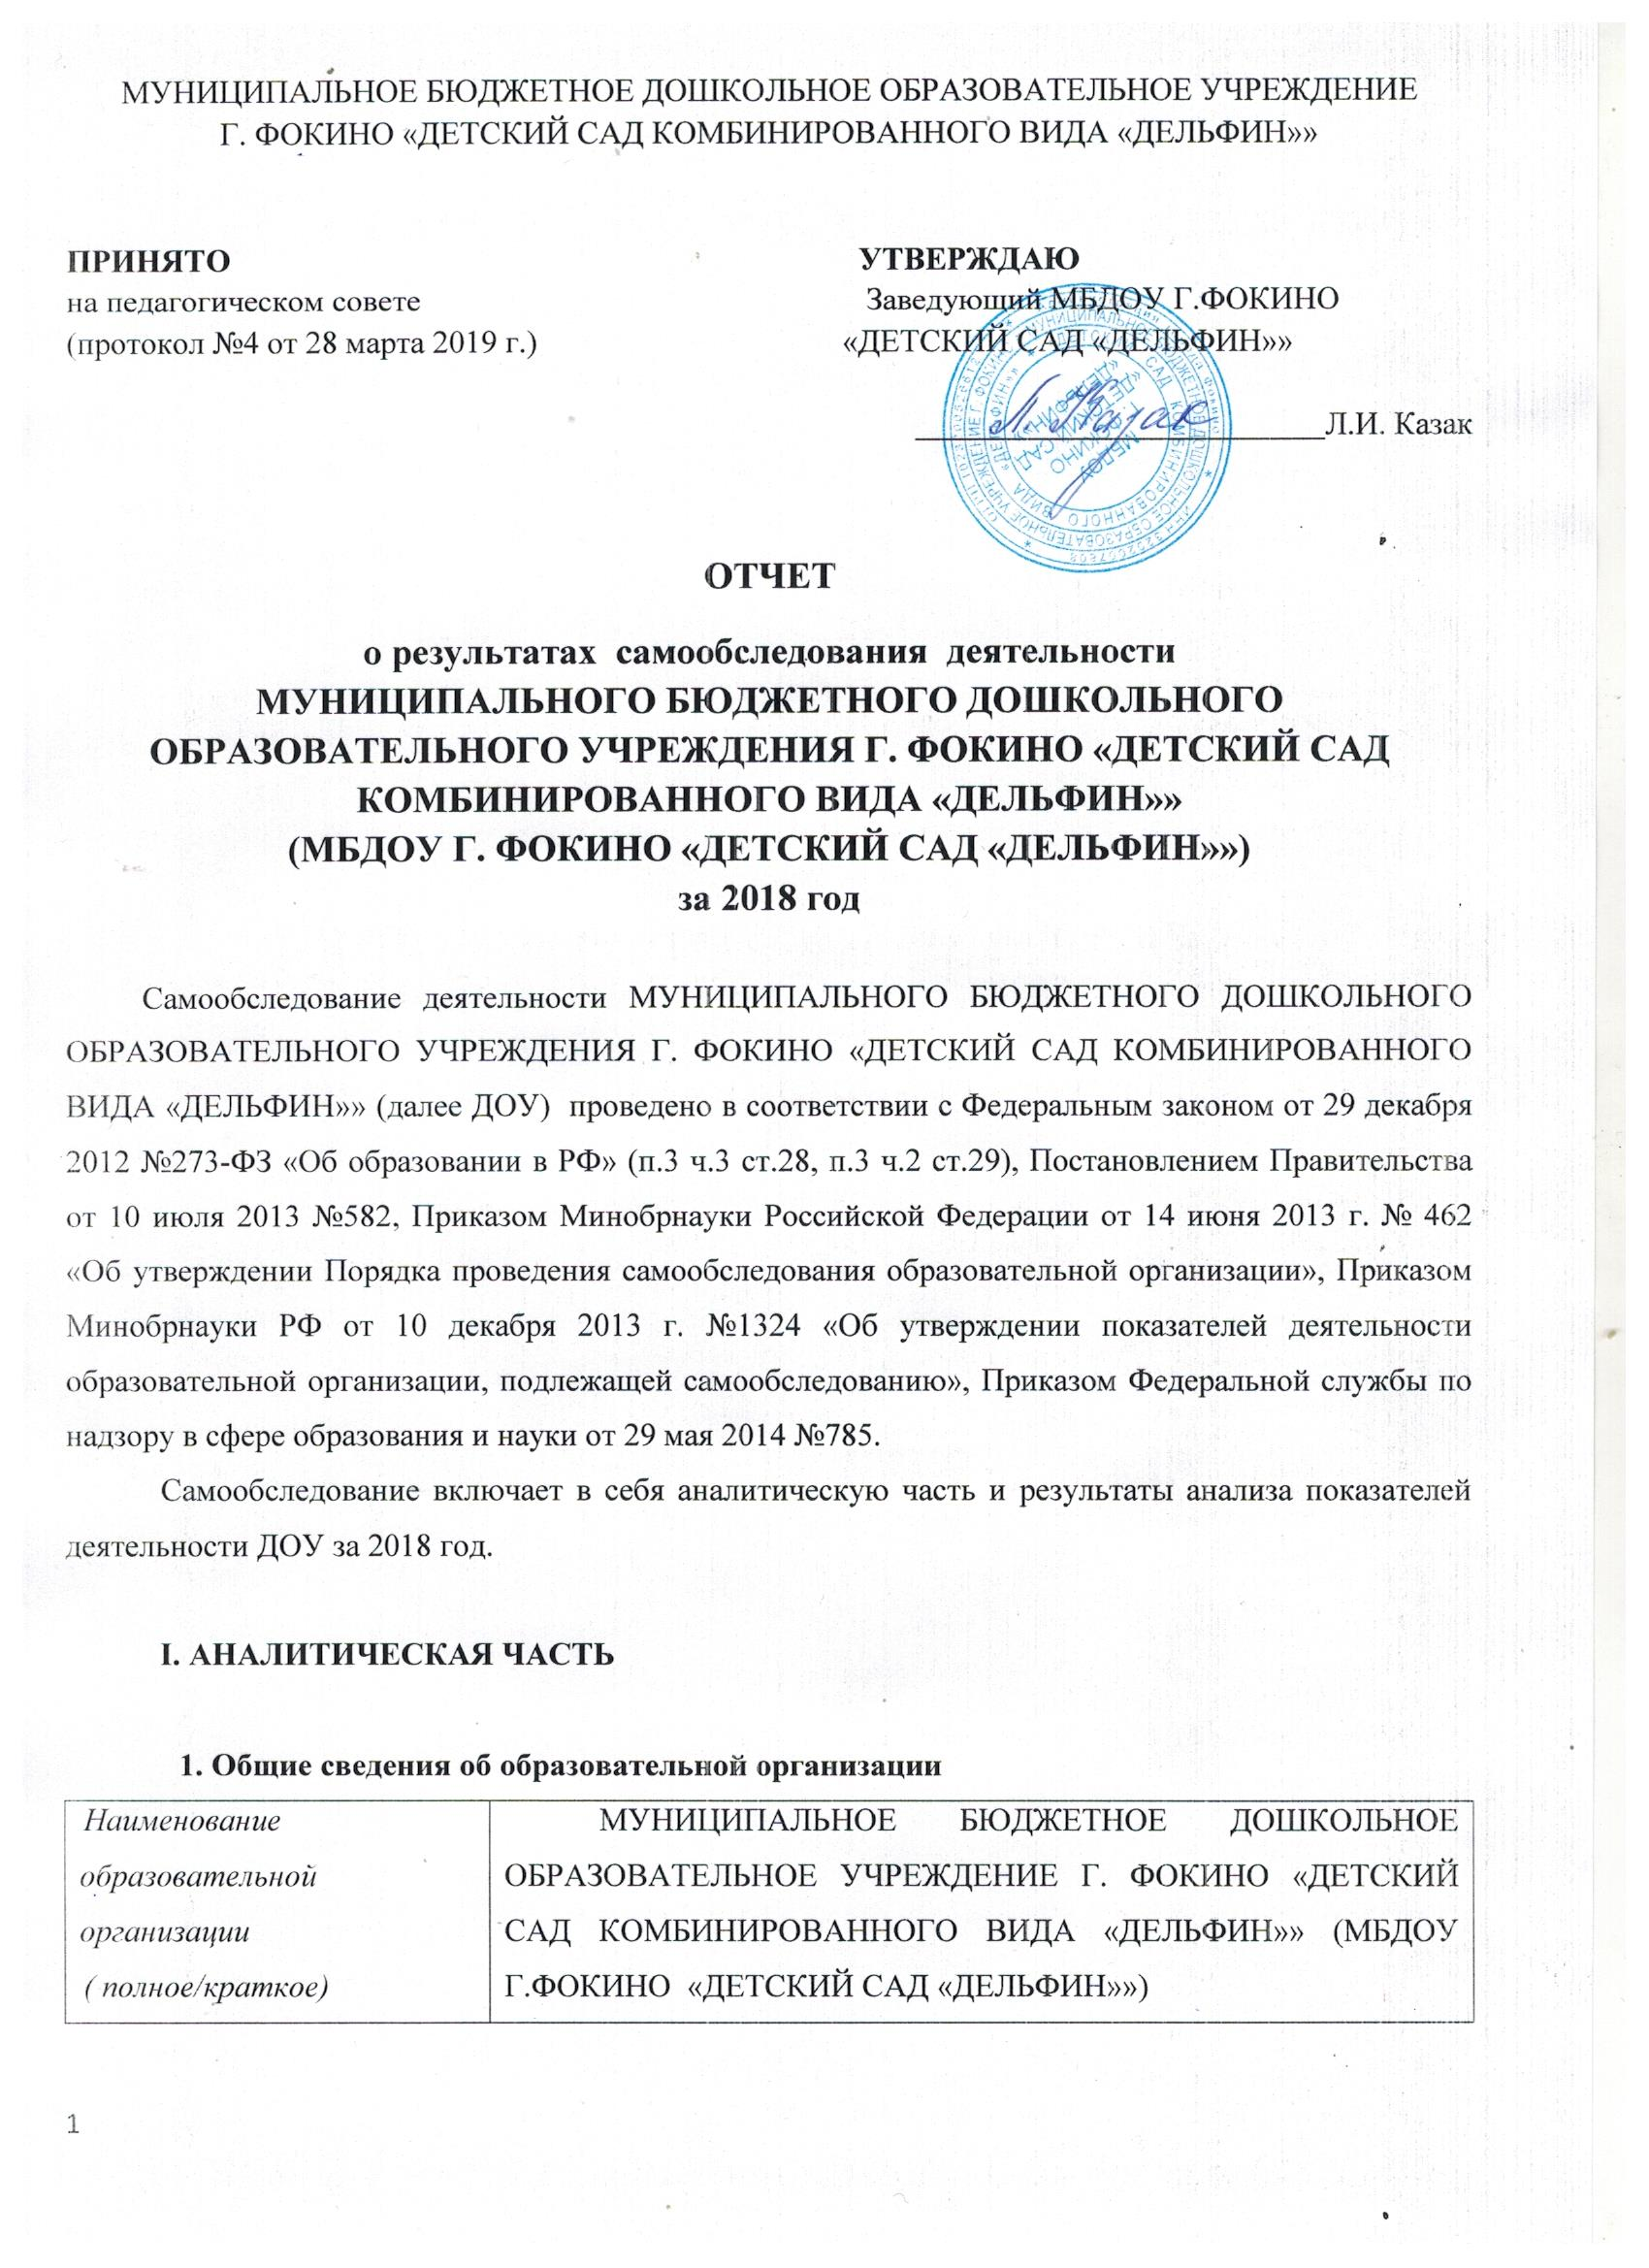 МУНИЦИПАЛЬНОЕ БЮДЖЕТНОЕ ДОШКОЛЬНОЕ ОБРАЗОВАТЕЛЬНОЕ УЧРЕЖДЕНИЕ
Г. ФОКИНО «ДЕТСКИЙ САД КОМБИНИРОВАННОГО ВИДА «ДЕЛЬФИН»»
ПРИНЯТО
на педагогическом совете
(протокол №4 от 28 марта 2019 г.)
УТВЕРЖДАЮ
Заведующий МБДОУ Г.ФОКИНО
«ДЕТСКИЙ САД «ДЕЛЬФИН»»
Л.И. Казак
МБДОУ
Г. ФОКИНО
«ДЕТСКИЙ САД
«ДЕЛЬФИН»»
ОТЧЕТ
о результатах самообследования деятельности
МУНИЦИПАЛЬНОГО БЮДЖЕТНОГО ДОШКОЛЬНОГО
ОБРАЗОВАТЕЛЬНОГО УЧРЕЖДЕНИЯ Г. ФОКИНО «ДЕТСКИЙ САД
КОМБИНИРОВАННОГО ВИДА «ДЕЛЬФИН»»
(МБДОУ Г. ФОКИНО «ДЕТСКИЙ САД «ДЕЛЬФИН»»)
за 2018 год
Самообследование деятельности МУНИЦИПАЛЬНОГО БЮДЖЕТНОГО ДОШКОЛЬНОГО
ОБРАЗОВАТЕЛЬНОГО УЧРЕЖДЕНИЯ Г. ФОКИНО «ДЕТСКИЙ САД КОМБИНИРОВАННОГО
ВИДА «ДЕЛЬФИН»» (далее ДОУ) проведено в соответствии с Федеральным законом от 29 декабря
2012 №273-ФЗ «Об образовании в РФ» (п.3 ч.3 ст.28, п.3 ч.2 ст.29), Постановлением Правительства
от 10 июля 2013 №582, Приказом Минобрнауки Российской Федерации от 14 июня 2013 г. № 462
«Об утверждении Порядка проведения самообследования образовательной организации», Приказом
Минобрнауки РФ от 10 декабря 2013 г. №1324 «Об утверждении показателей деятельности
образовательной организации, подлежащей самообследованию», Приказом Федеральной службы по
надзору в сфере образования и науки от 29 мая 2014 №785.
Самообследование включает в себя аналитическую часть и результаты анализа показателей
деятельности ДОУ за 2018 год.
I. АНАЛИТИЧЕСКАЯ ЧАСТЬ
1. Общие сведения об образовательной организации
Наименование
образовательной
организации
( полное/краткое)
МУНИЦИПАЛЬНОЕ БЮДЖЕТНОЕ ДОШКОЛЬНОЕ
ОБРАЗОВАТЕЛЬНОЕ УЧРЕЖДЕНИЕ Г. ФОКИНО «ДЕТСКИЙ
САД КОМБИНИРОВАННОГО ВИДА «ДЕЛЬФИН»» (МБДОУ
Г.ФОКИНО «ДЕТСКИЙ САД «ДЕЛЬФИН»»)
1